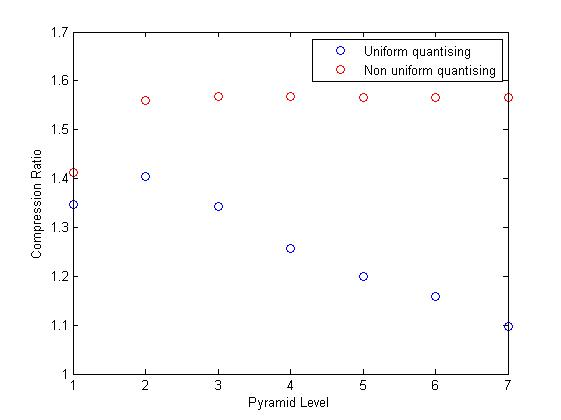 1.7
Uniform quantising
Non uniform quantising
1.6
1.5
1.4
1.3
1.2
1.1
1
Compression Ratio
1 2 3 4 5 6 7
Pyramid Level